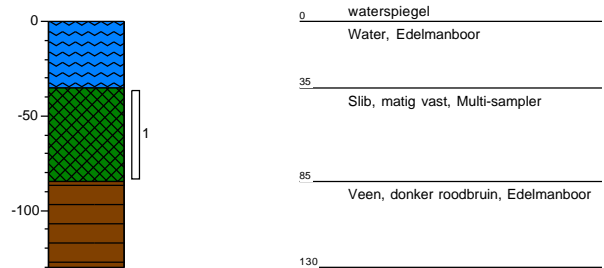 0
-50
-100
1
0
waterspiegel
Water, Edelmanboor
35
Slib, matig vast, Multi-sampler
85
Veen, donker roodbruin, Edelmanboor
130